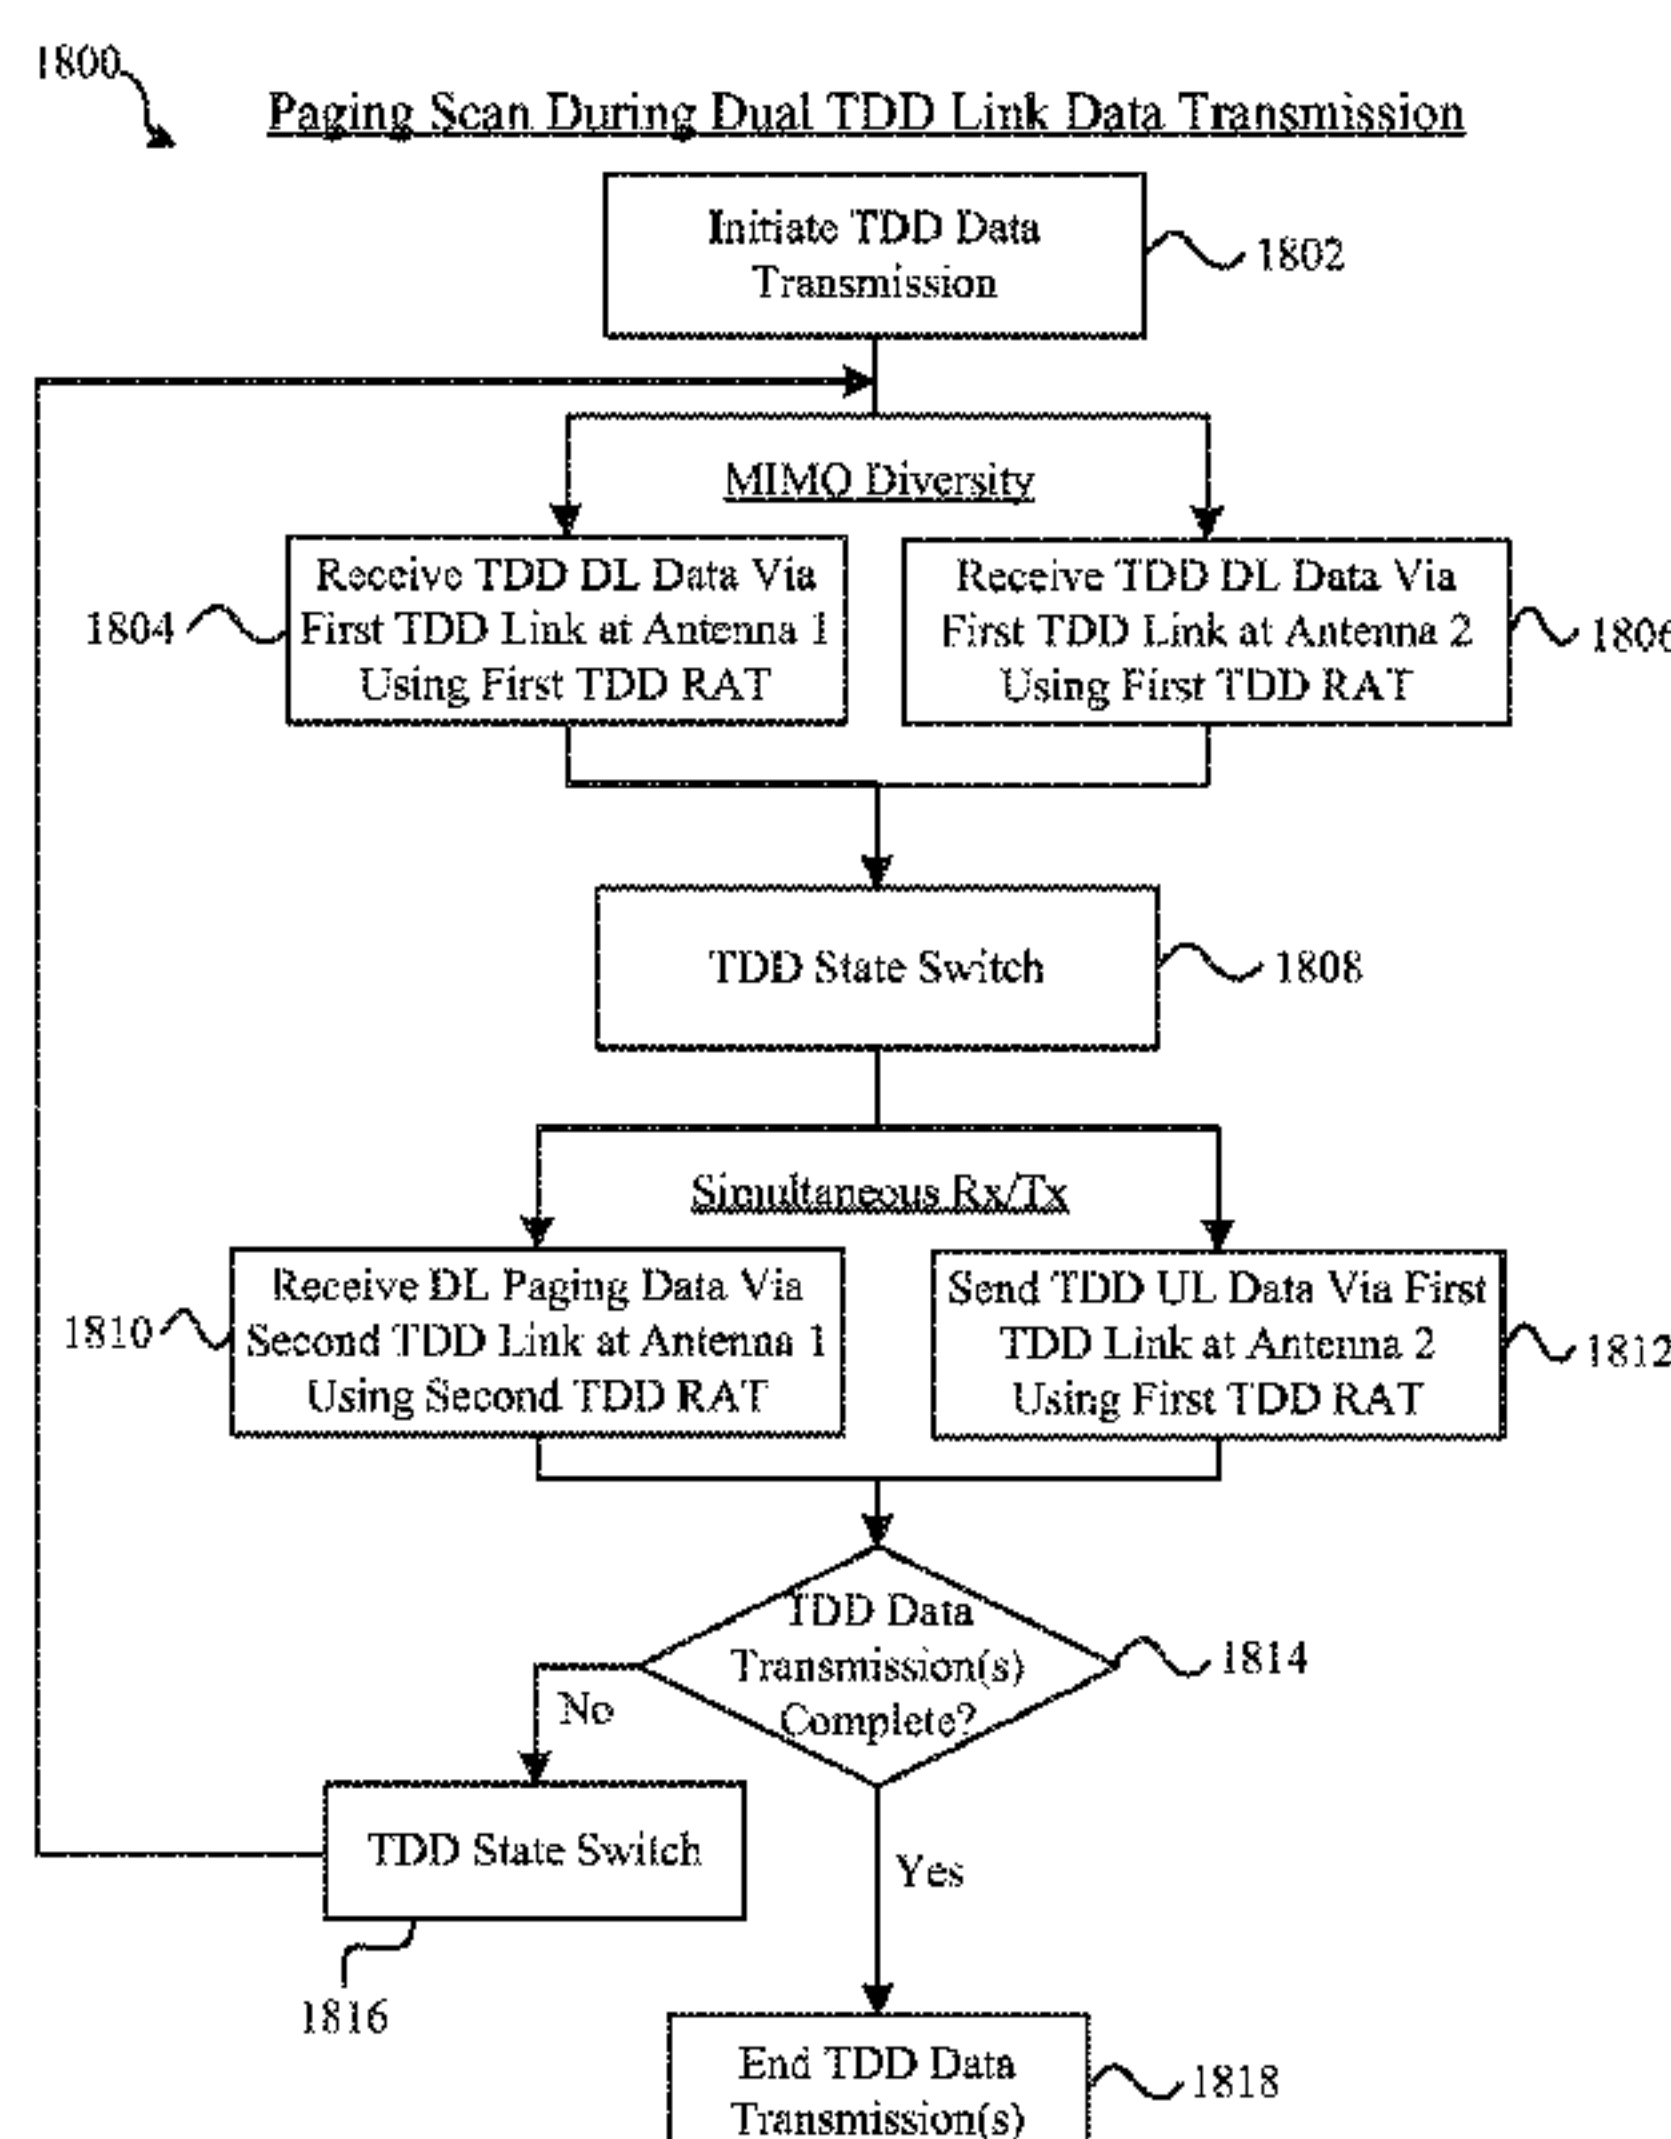 1800
Paging Scan During Dual TDD Link Data Transmission
Initiate TDD Data
Transmission
1802
MIMO Diversity
Receive TDD DL Data Via
First TDD Link at Antenna 1
Using First TDD RAT
1804
Receive TDD DL Data Via
First TDD Link at Antenna 2
Using First TDD RAT
1806
TDD State Switch
1808
Simultaneous Rx/Tx
Receive DL Paging Data Via
Second TDD Link at Antenna 1
Using Second TDD RAT
1810
Send TDD UL Data Via First
TDD Link at Antenna 2
Using First TDD RAT
1812
TDD Data
Transmission(s)
Complete?
1814
No
TDD State Switch
1816
Yes
End TDD Data
Transmission(s)
1818